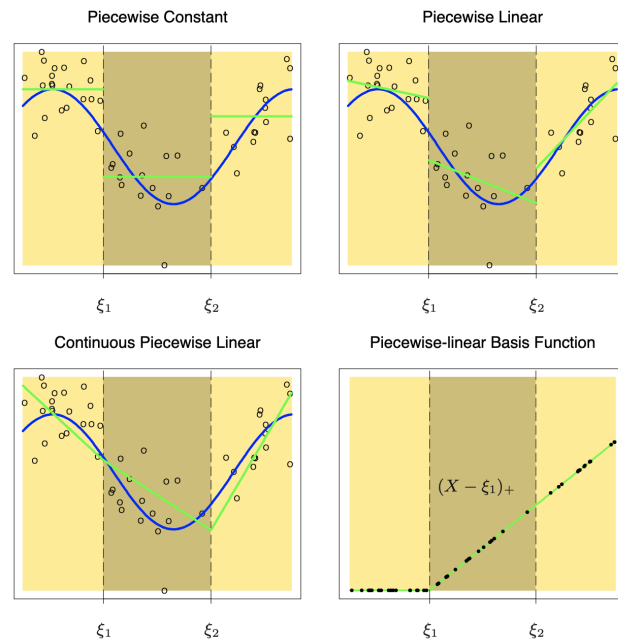 Piecewise Constant
Piecewise Linear
ξ₁ ξ₂
ξ₁ ξ₂
Continuous Piecewise Linear
Piecewise-linear Basis Function
(X − ξ₁)₊
ξ₁ ξ₂
ξ₁ ξ₂